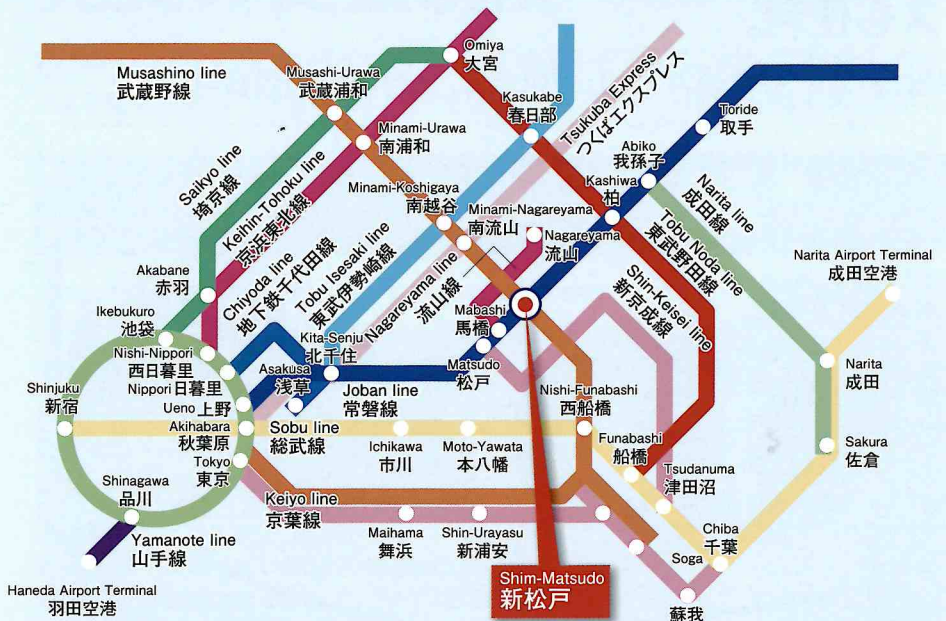 Musashino line
武蔵野線
Musashi-Urawa
武蔵浦和
Omiya
大宮
Minami-Urawa
南浦和
Kasukabe
春日部
Tsukuba Express
つくばエクスプレス
Toride
取手
Abiko
我孫子
Kashiwa
柏
Saikyo line
埼京線
Keihin-Tohoku line
京浜東北線
Minami-Koshigaya
南越谷
Minami-Nagareyama
南流山
Nagareyama
流山
Narita line
成田線
Tobu Noda line
東武野田線
Narita Airport Terminal
成田空港
Akabane
赤羽
Chiyoda line
地下鉄千代田線
Tobu Isesaki line
東武伊勢崎線
Nagareyama line
流山線
Shin-Keisei line
新京成線
Ikebukuro
池袋
Mabashi
馬橋
Nishi-Nippori
西日暮里
Kita-Senju
北千住
Matsudo
松戸
Nippori 日暮里
Asakusa
浅草
Joban line
常磐線
Narita
成田
Shinjuku
新宿
Ueno 上野
Nishi-Funabashi
西船橋
Akihabara
秋葉原
Sobu line
総武線
Ichikawa
市川
Moto-Yawata
本八幡
Funabashi
船橋
Sakura
佐倉
Tokyo
東京
Tsudanuma
津田沼
Shinagawa
品川
Keiyo line
京葉線
Maihama
舞浜
Shin-Urayasu
新浦安
Chiba
千葉
Yamanote line
山手線
Soga
蘇我
Haneda Airport Terminal
羽田空港
Shim-Matsudo
新松戸